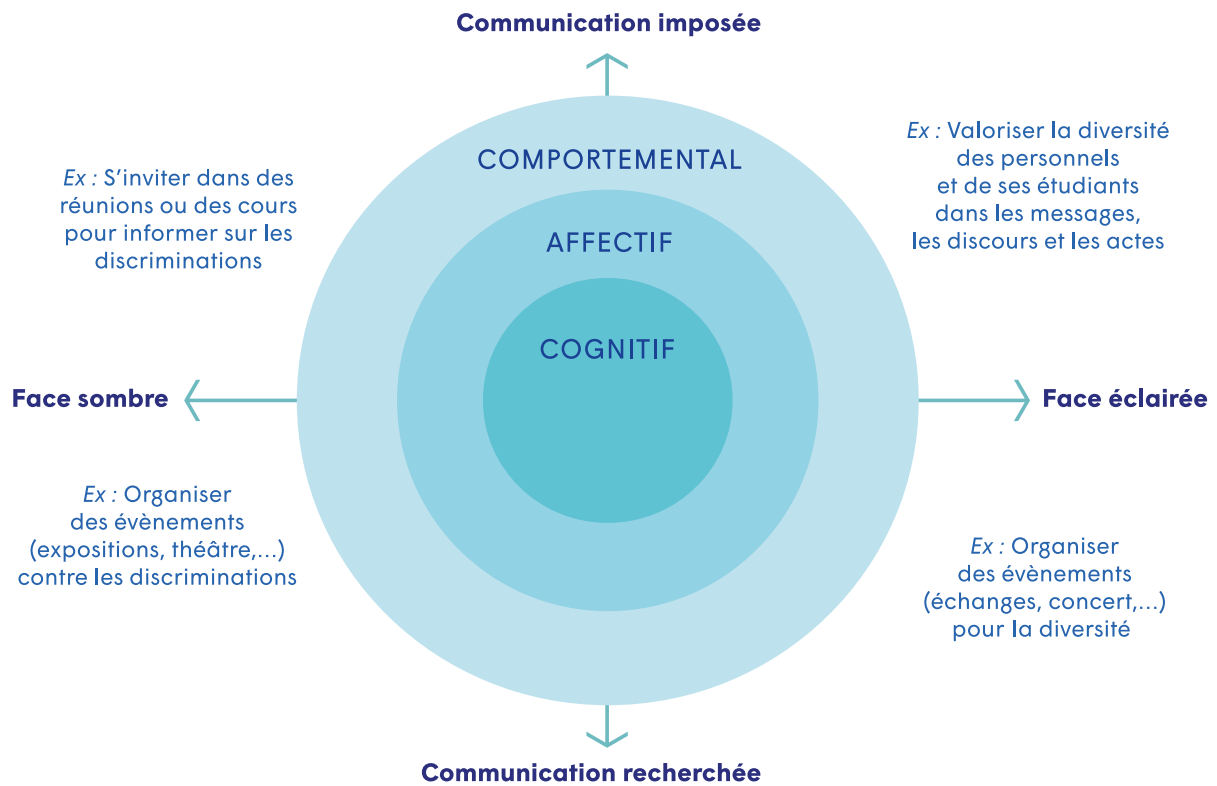 Communication imposée
Ex : S'inviter dans des
réunions ou des cours
pour informer sur les
discriminations
Ex : Valoriser la diversité
des personnels
et de ses étudiants
dans les messages,
les discours et les actes
COMPORTEMENTAL
AFFECTIF
COGNITIF
Face sombre
Face éclairée
Ex : Organiser
des évènements
(expositions, théâtre,...)
contre les discriminations
Ex : Organiser
des évènements
(échanges, concert,...)
pour la diversité
Communication recherchée